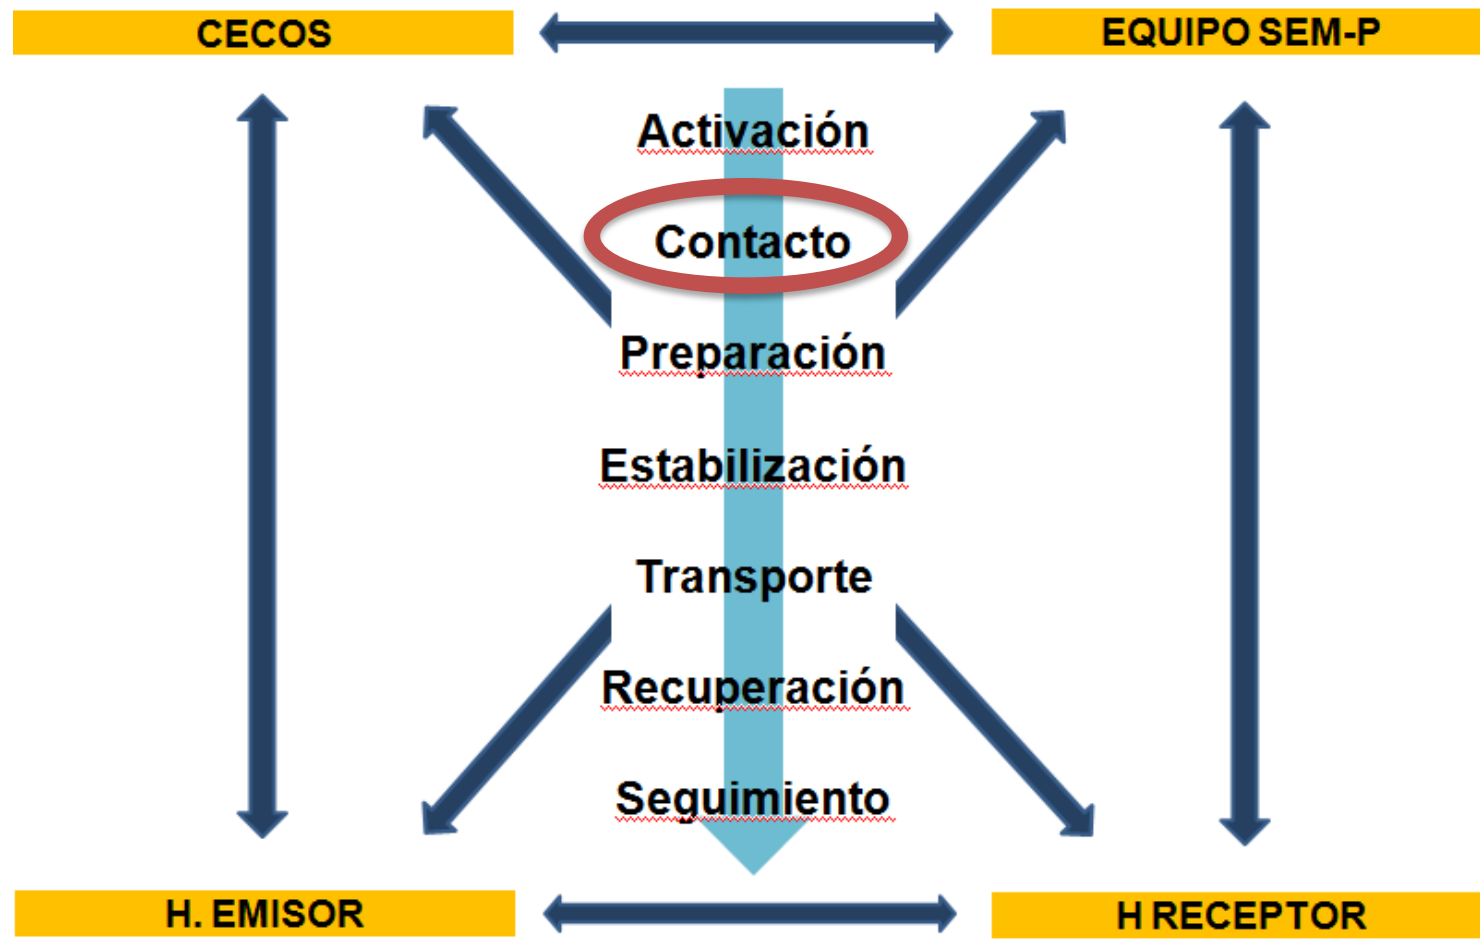 CECOS
EQUIPO SEM-P
Activación
Contacto
Preparación
Estabilización
Transporte
Recuperación
Seguimiento
H. EMISOR
H RECEPTOR